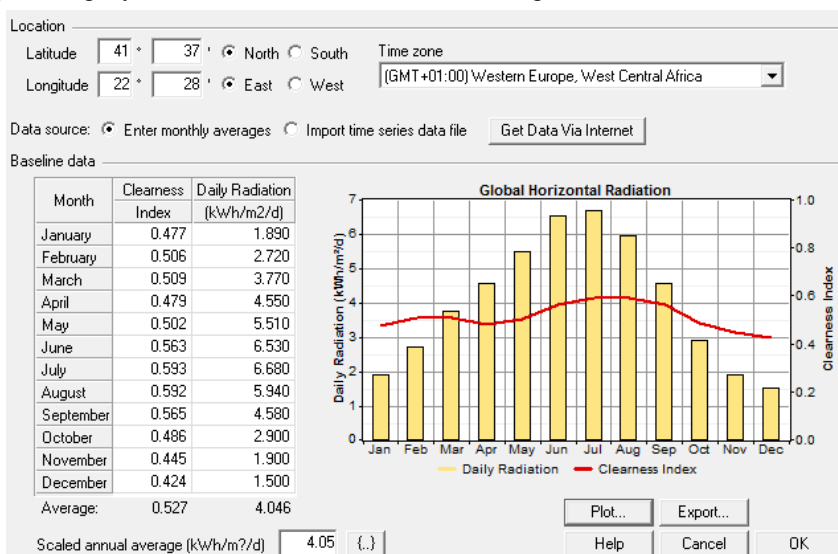 Location
Latitude 41 ° 37 ' North South Time zone
Longitude 22 ° 28 ' East West (GMT+01:00) Western Europe, West Central Africa
Data source: Enter monthly averages Import time series data file Get Data Via Internet
Baseline data
Month Clearness Index Daily Radiation (kWh/m2/d)
January 0.477 1.890
February 0.506 2.720
March 0.509 3.770
April 0.479 4.550
May 0.502 5.510
June 0.563 6.530
July 0.593 6.680
August 0.592 5.940
September 0.565 4.580
October 0.486 2.900
November 0.445 1.900
December 0.424 1.500
Average: 0.527 4.046
Scaled annual average (kWh/m?/d) 4.05 {..}
Global Horizontal Radiation
Daily Radiation (kWh/m²/d)
7
6
5
4
3
2
1
0
1.0
0.8
0.6
0.4
0.2
0.0
Clearness Index
Jan Feb Mar Apr May Jun Jul Aug Sep Oct Nov Dec
Daily Radiation Clearness Index
Plot... Export...
Help Cancel OK